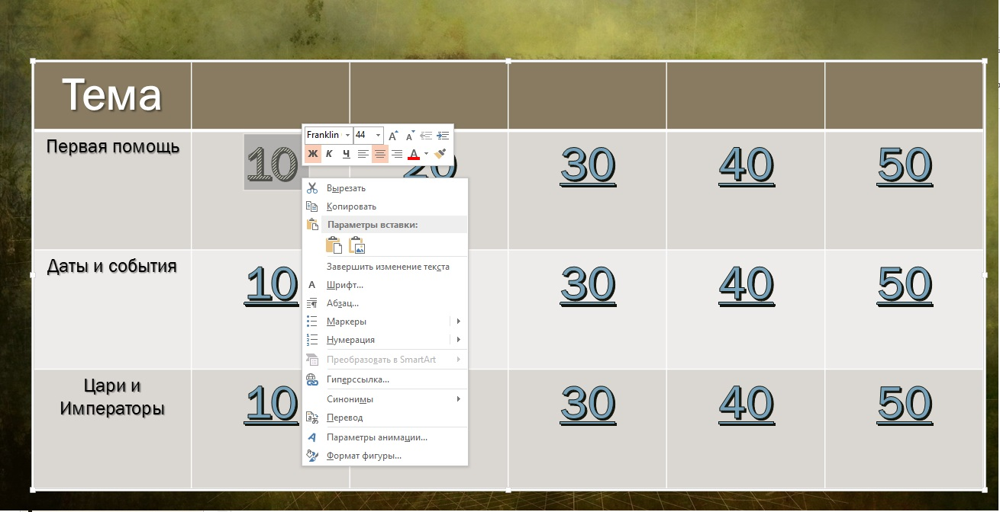 Тема
Первая помощь
10
20
30
40
50
Franklin
44
A
A
Ж К Ч A
Вырезать
Копировать
Параметры вставки:
Завершить изменение текста
А Шрифт...
Абзац...
Маркеры
Нумерация
Преобразовать в SmartArt
Гиперссылка...
Синонимы
Перевод
Параметры анимации...
Формат фигуры...
Даты и события
10
30
40
50
Цари и
Императоры
10
30
40
50